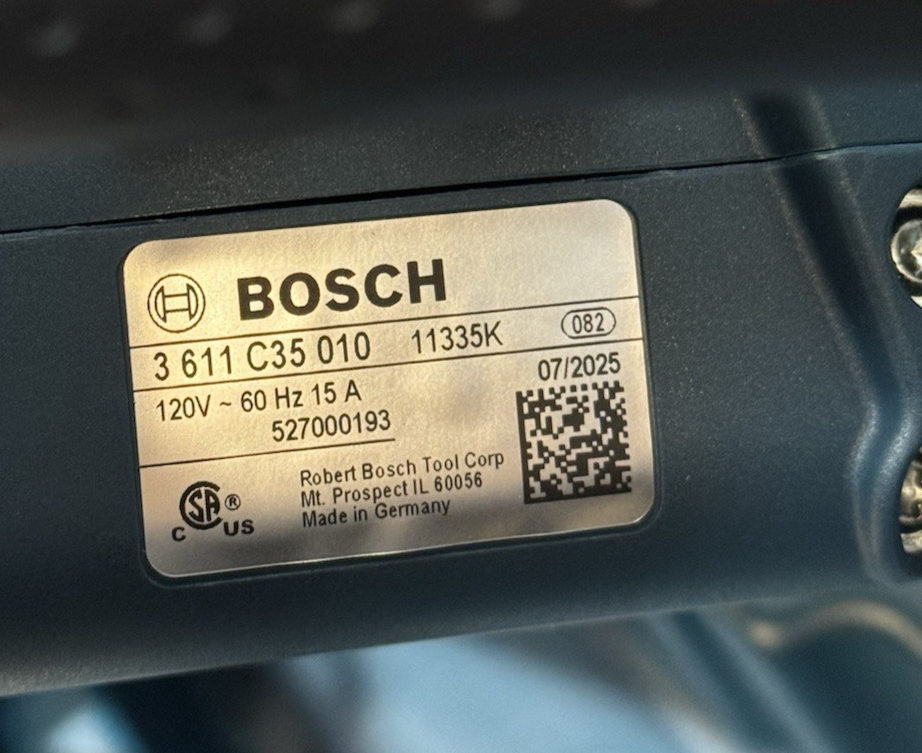 BOSCH
3 611 C35 010 11335K 082
120V ~ 60 Hz 15 A 07/2025
527000193
Robert Bosch Tool Corp
Mt. Prospect IL 60056
Made in Germany
C SA ® C US